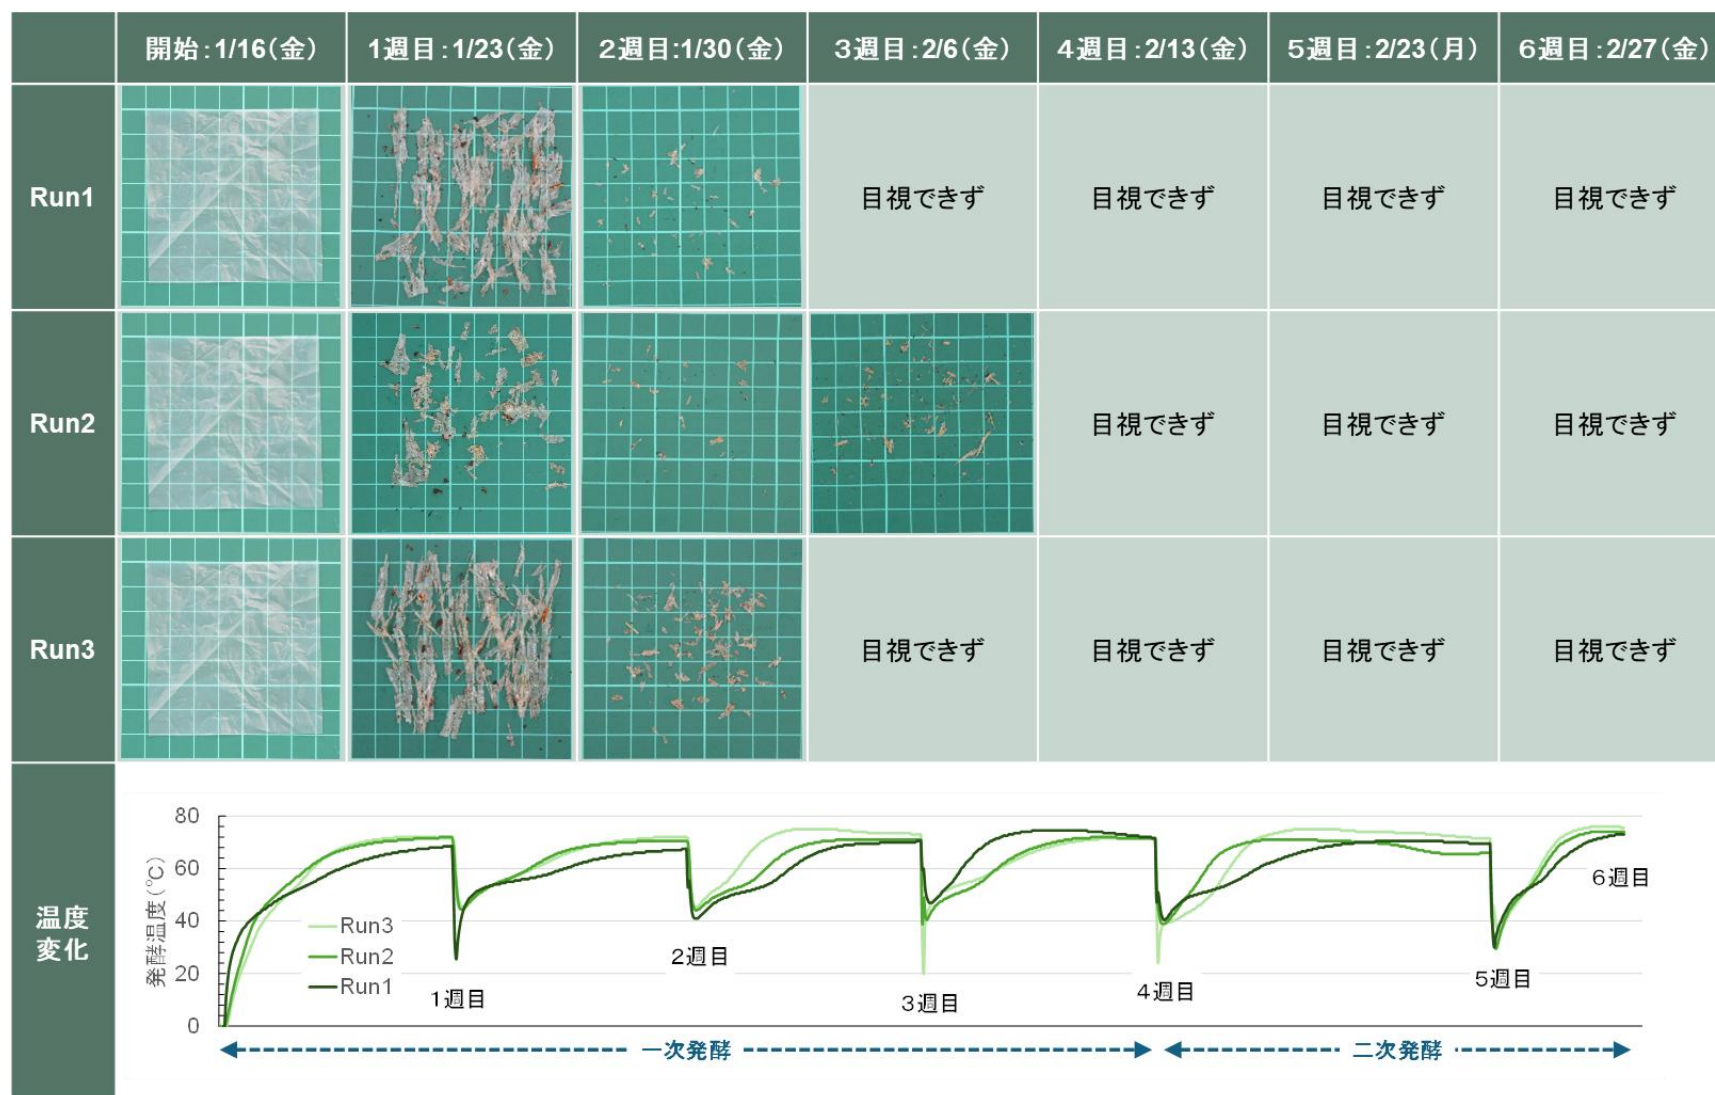 開始：1/16（金）
1週目：1/23（金）
２週目:1/30（金）
３週目：2/6（金）
４週目：2/13（金）
５週目：2/23（月）
６週目：2/27（金）
Run1
目視できず
目視できず
目視できず
目視できず
Run2
目視できず
目視できず
目視できず
Run3
目視できず
目視できず
目視できず
目視できず
温度
変化
発酵温度（℃）
80
60
40
20
0
Run3
Run2
Run1
１週目
２週目
３週目
４週目
５週目
６週目
一次発酵
二次発酵